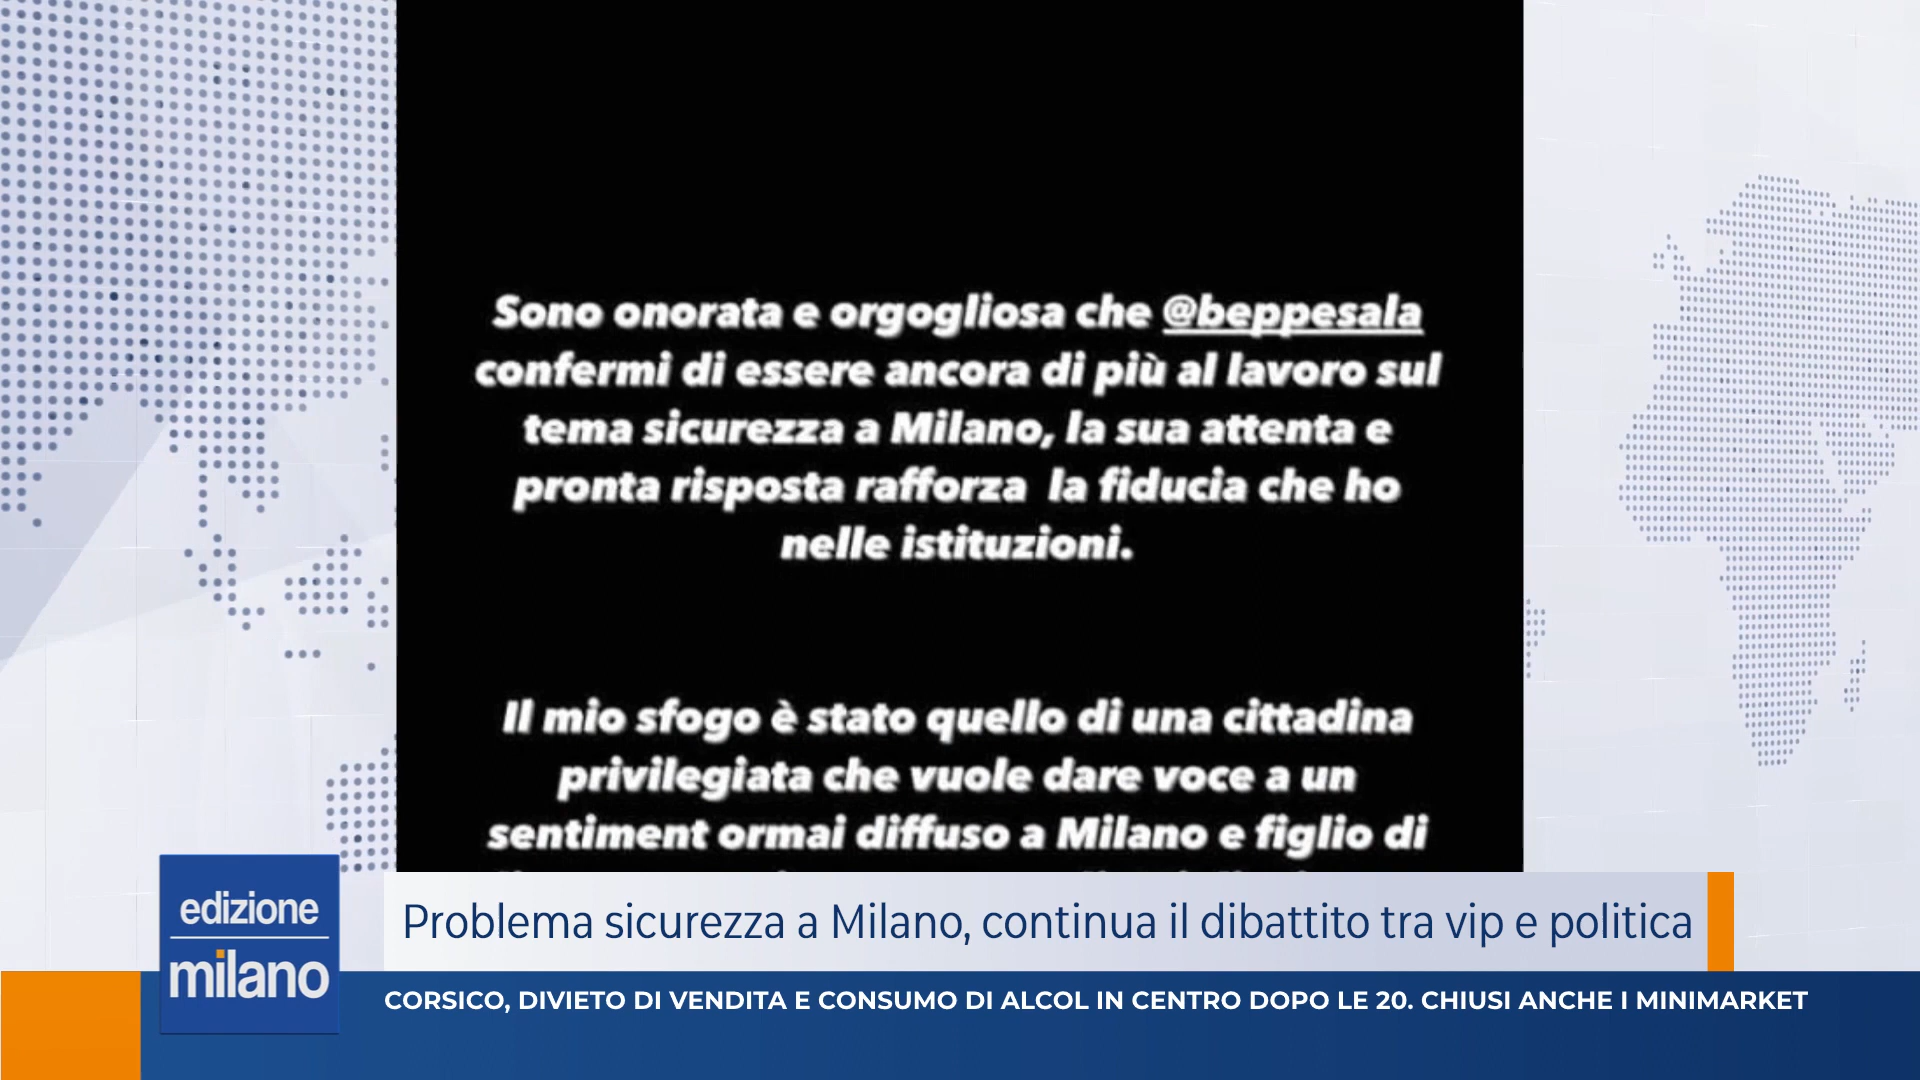 Sono onorata e orgogliosa che @beppesala
confermi di essere ancora di più al lavoro sul
tema sicurezza a Milano, la sua attenta e
pronta risposta rafforza la fiducia che ho
nelle istituzioni.
Il mio sfogo è stato quello di una cittadina
privilegiata che vuole dare voce a un
sentiment ormai diffuso a Milano e figlio di
edizione
milano
Problema sicurezza a Milano, continua il dibattito tra vip e politica
CORSICO, DIVIETO DI VENDITA E CONSUMO DI ALCOL IN CENTRO DOPO LE 20. CHIUSI ANCHE I MINIMARKET